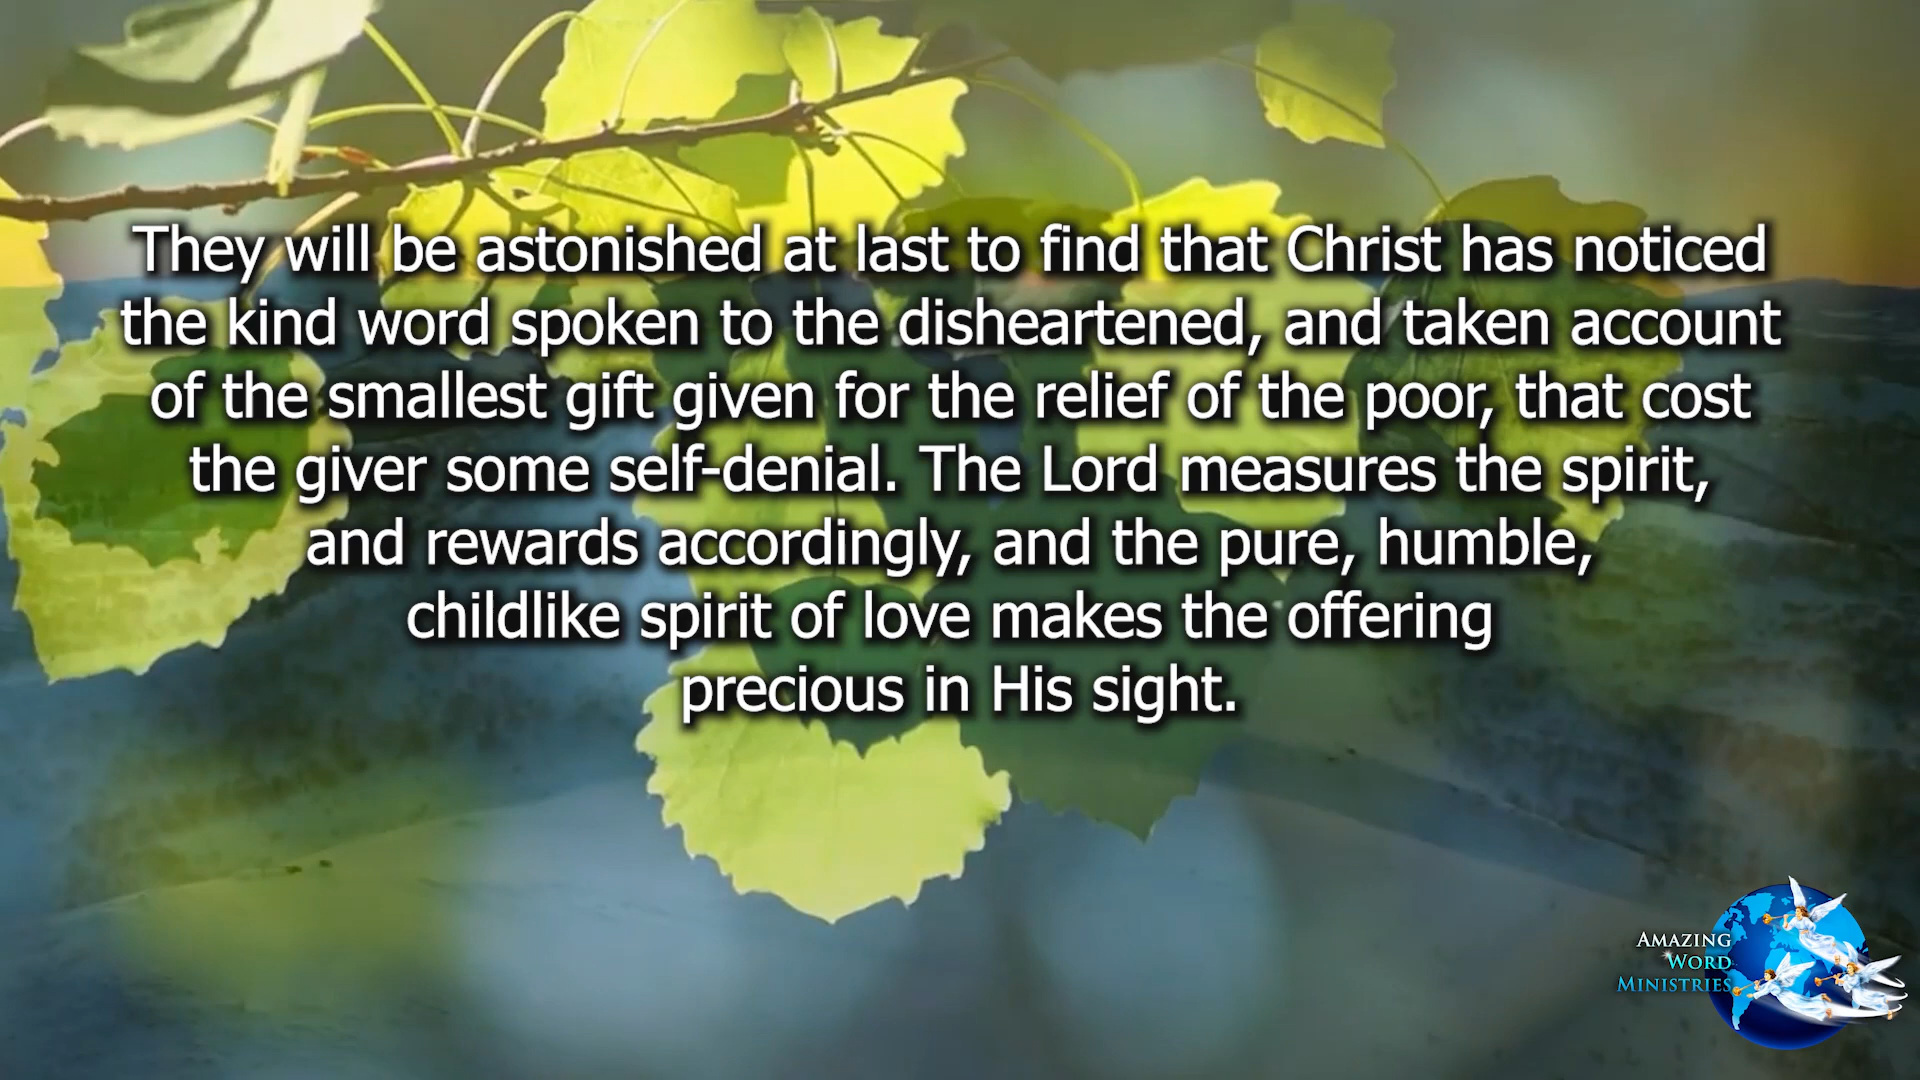 They will be astonished at last to find that Christ has noticed
the kind word spoken to the disheartened, and taken account
of the smallest gift given for the relief of the poor, that cost
the giver some self-denial. The Lord measures the spirit,
and rewards accordingly, and the pure, humble,
childlike spirit of love makes the offering
precious in His sight.
AMAZING
WORD
MINISTRIES